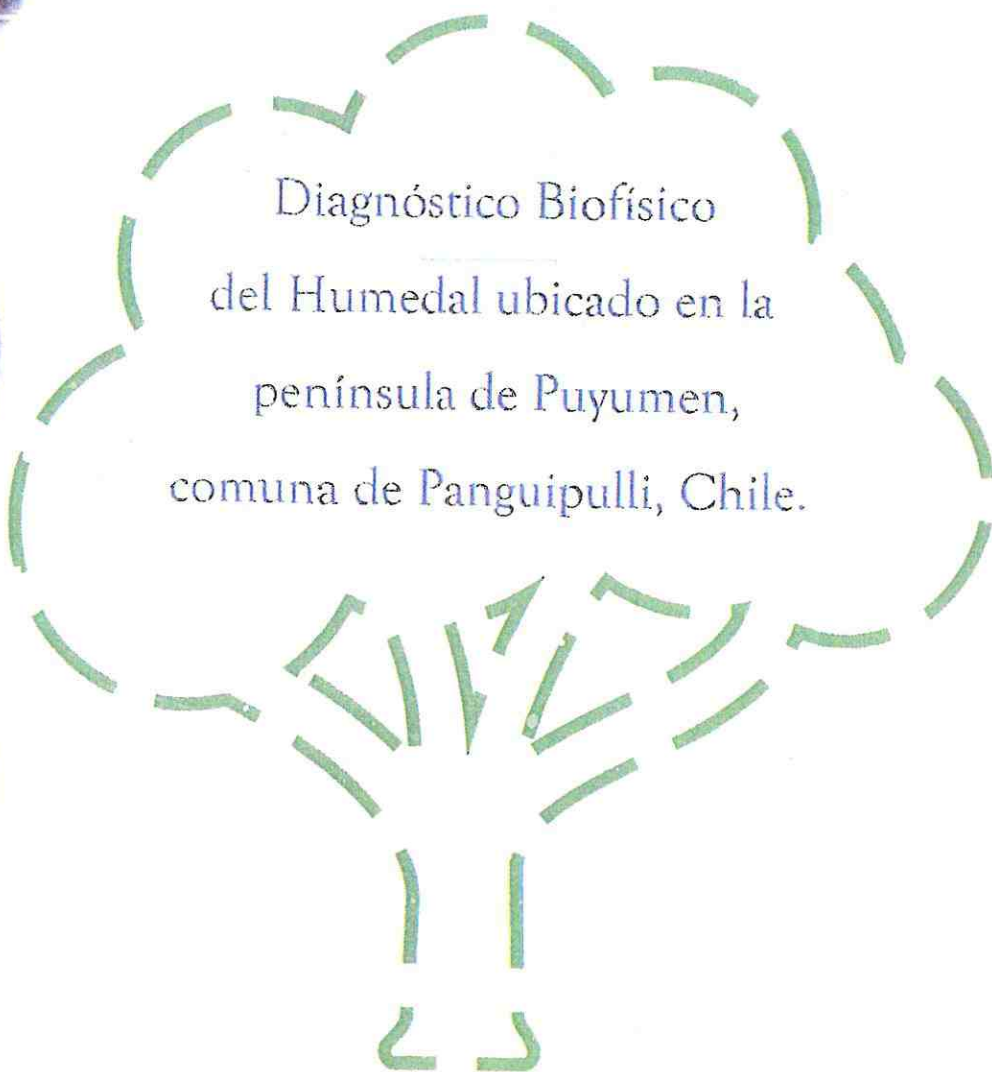 Diagnóstico Biofísico
del Humedal ubicado en la
península de Puyumen,
comuna de Panguipulli, Chile.